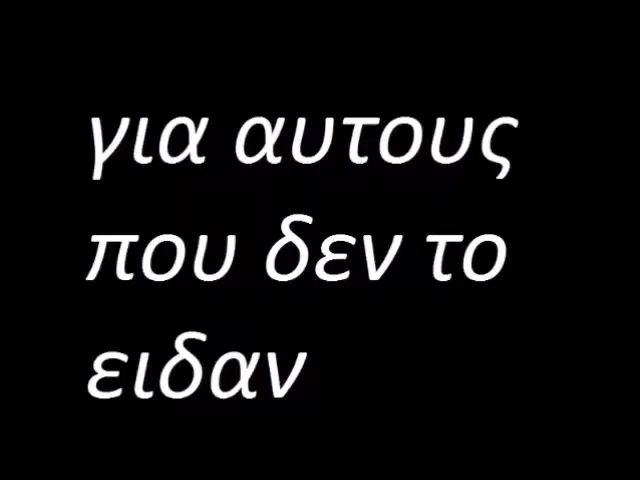 για αυτους
που δεν το
ειδαν